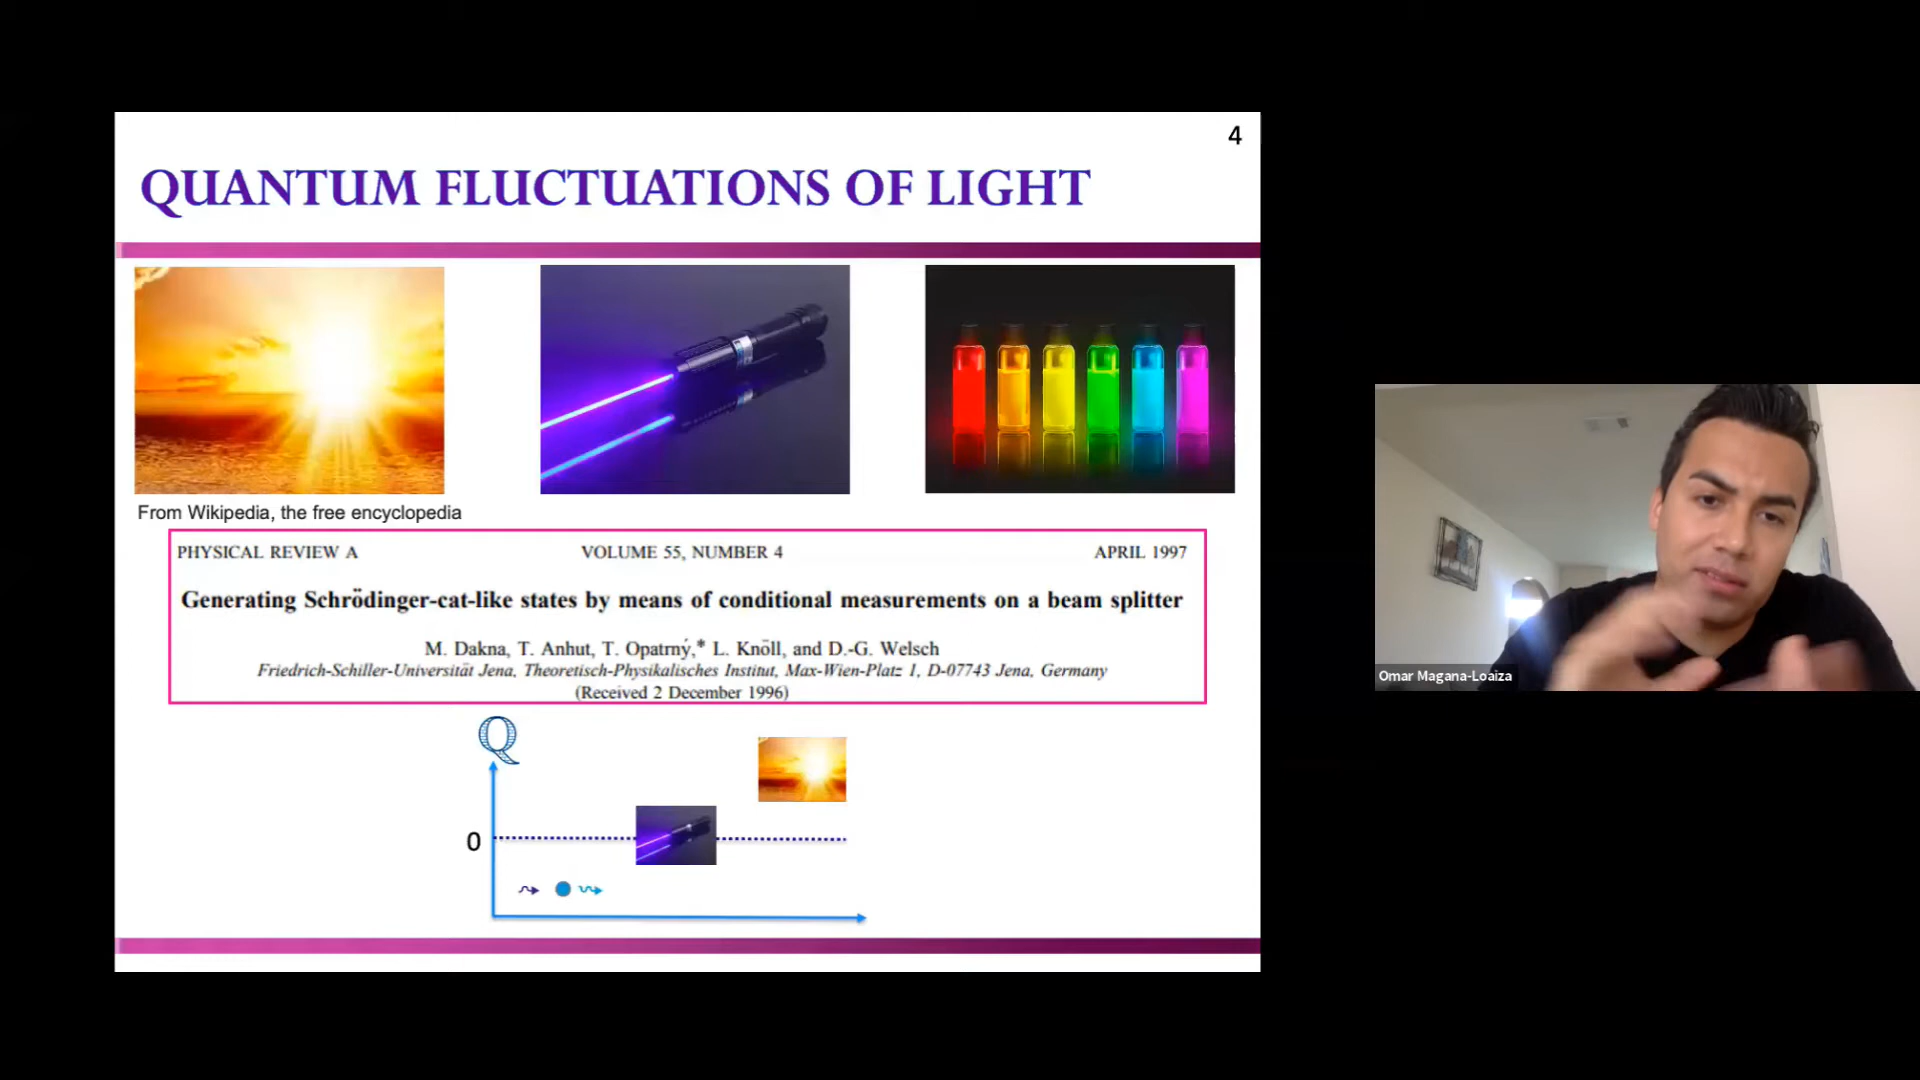 4
QUANTUM FLUCTUATIONS OF LIGHT
From Wikipedia, the free encyclopedia
PHYSICAL REVIEW A VOLUME 55, NUMBER 4 APRIL 1997
Generating Schrödinger-cat-like states by means of conditional measurements on a beam splitter
M. Dakna, T. Anhut, T. Opatrný,* L. Knöll, and D.-G. Welsch
Friedrich-Schiller-Universität Jena, Theoretisch-Physikalisches Institut, Max-Wien-Platz 1, D-07743 Jena, Germany
(Received 2 December 1996)
Q
0
Omar Magana-Loaiza